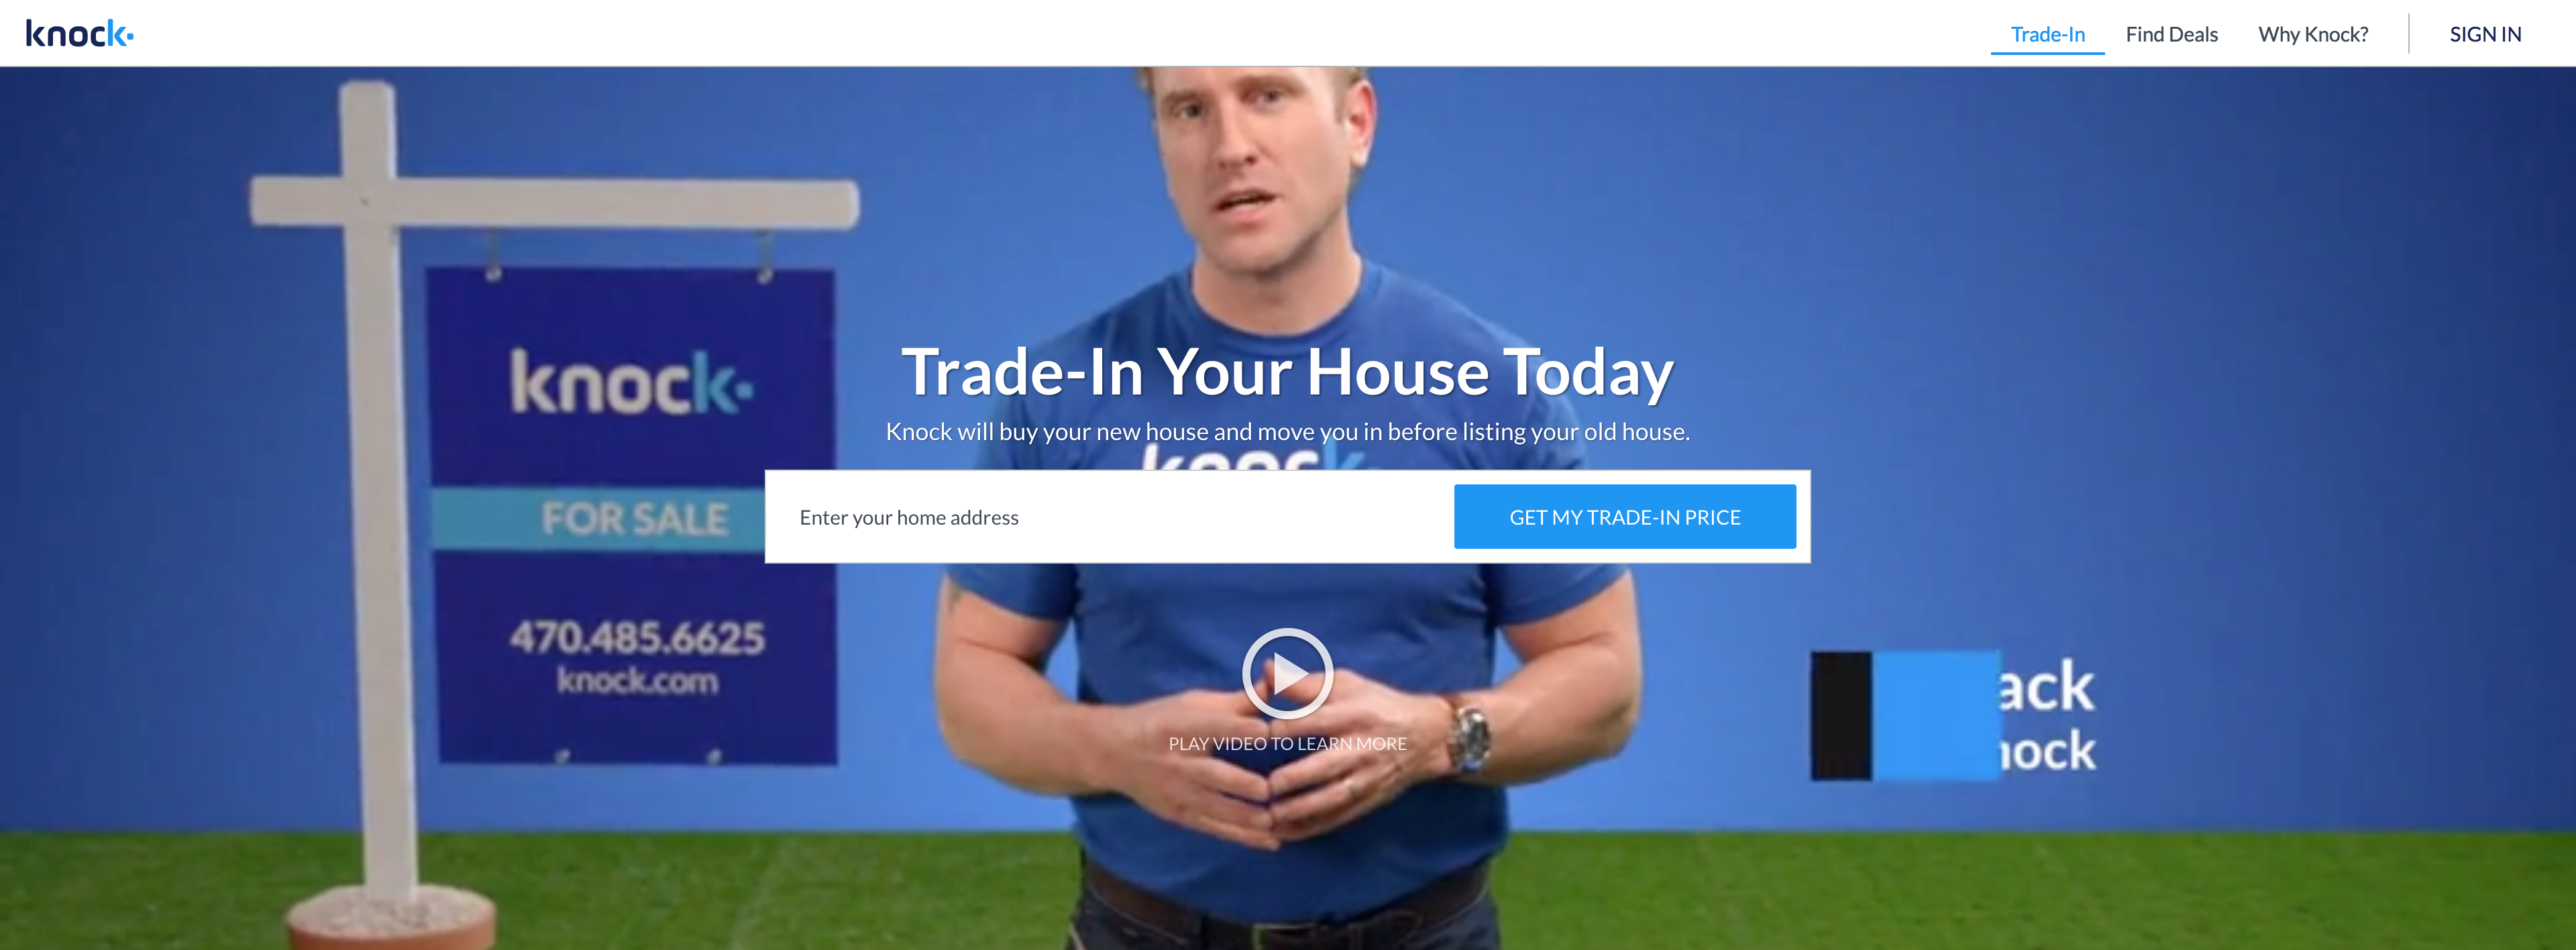 knock
Trade-In
Find Deals
Why Knock?
SIGN IN
knock
FOR SALE
470.485.6625
knock.com
Trade-In Your House Today
Knock will buy your new house and move you in before listing your old house.
Enter your home address
GET MY TRADE-IN PRICE
PLAY VIDEO TO LEARN MORE